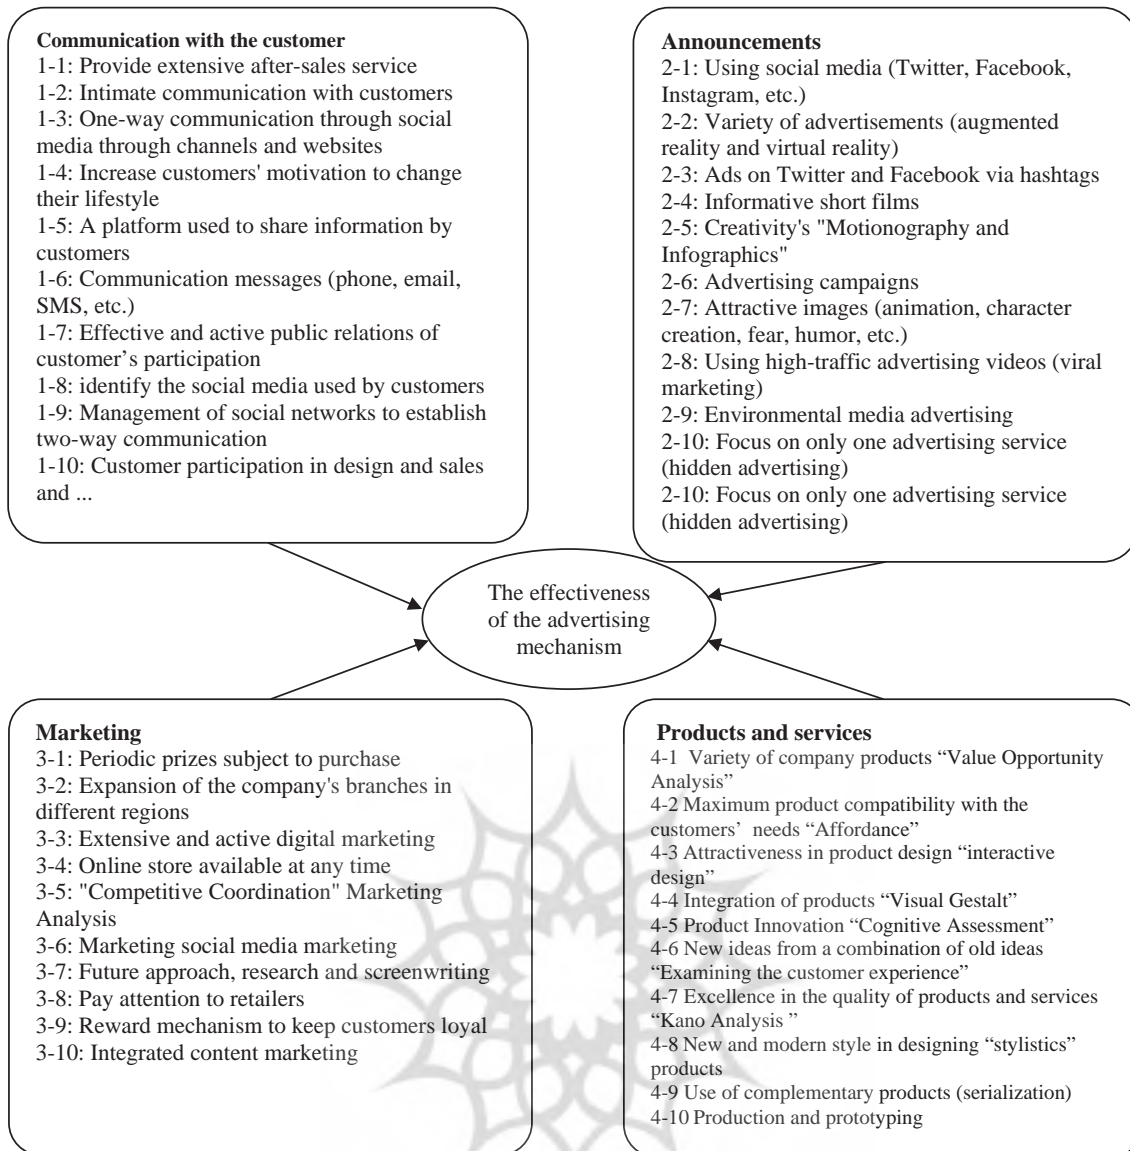 Communication with the customer
1-1: Provide extensive after-sales service
1-2: Intimate communication with customers
1-3: One-way communication through social
media through channels and websites
1-4: Increase customers' motivation to change
their lifestyle
1-5: A platform used to share information by
customers
1-6: Communication messages (phone, email,
SMS, etc.)
1-7: Effective and active public relations of
customer’s participation
1-8: identify the social media used by customers
1-9: Management of social networks to establish
two-way communication
1-10: Customer participation in design and sales
and ...
Announcements
2-1: Using social media (Twitter, Facebook,
Instagram, etc.)
2-2: Variety of advertisements (augmented
reality and virtual reality)
2-3: Ads on Twitter and Facebook via hashtags
2-4: Informative short films
2-5: Creativity's "Motionography and
Infographics"
2-6: Advertising campaigns
2-7: Attractive images (animation, character
creation, fear, humor, etc.)
2-8: Using high-traffic advertising videos (viral
marketing)
2-9: Environmental media advertising
2-10: Focus on only one advertising service
(hidden advertising)
2-10: Focus on only one advertising service
(hidden advertising)
The effectiveness
of the advertising
mechanism
Marketing
3-1: Periodic prizes subject to purchase
3-2: Expansion of the company's branches in
different regions
3-3: Extensive and active digital marketing
3-4: Online store available at any time
3-5: "Competitive Coordination" Marketing
Analysis
3-6: Marketing social media marketing
3-7: Future approach, research and screenwriting
3-8: Pay attention to retailers
3-9: Reward mechanism to keep customers loyal
3-10: Integrated content marketing
Products and services
4-1 Variety of company products “Value Opportunity
Analysis”
4-2 Maximum product compatibility with the
customers’ needs “Affordance”
4-3 Attractiveness in product design “interactive
design”
4-4 Integration of products “Visual Gestalt”
4-5 Product Innovation “Cognitive Assessment”
4-6 New ideas from a combination of old ideas
“Examining the customer experience”
4-7 Excellence in the quality of products and services
“Kano Analysis ”
4-8 New and modern style in designing “stylistics”
products
4-9 Use of complementary products (serialization)
4-10 Production and prototyping